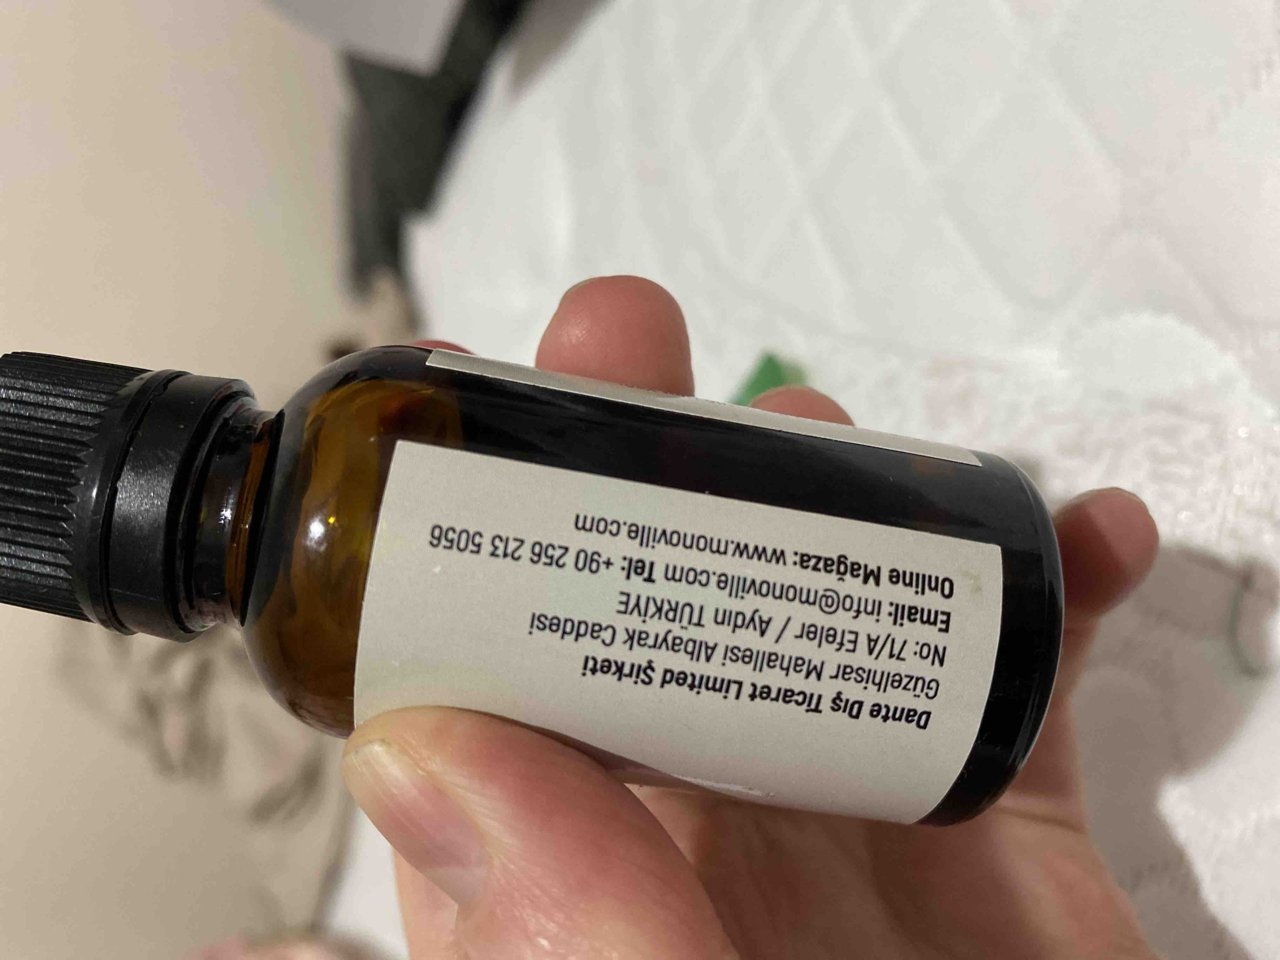 Dante Dış Ticaret Limited Şirketi
Güzelhisar Mahallesi Albayrak Caddesi
No: 71/A Efeler / Aydın TÜRKİYE
Email: info@monoville.com Tel: +90 256 213 5056
Online Mağaza: www.monoville.com